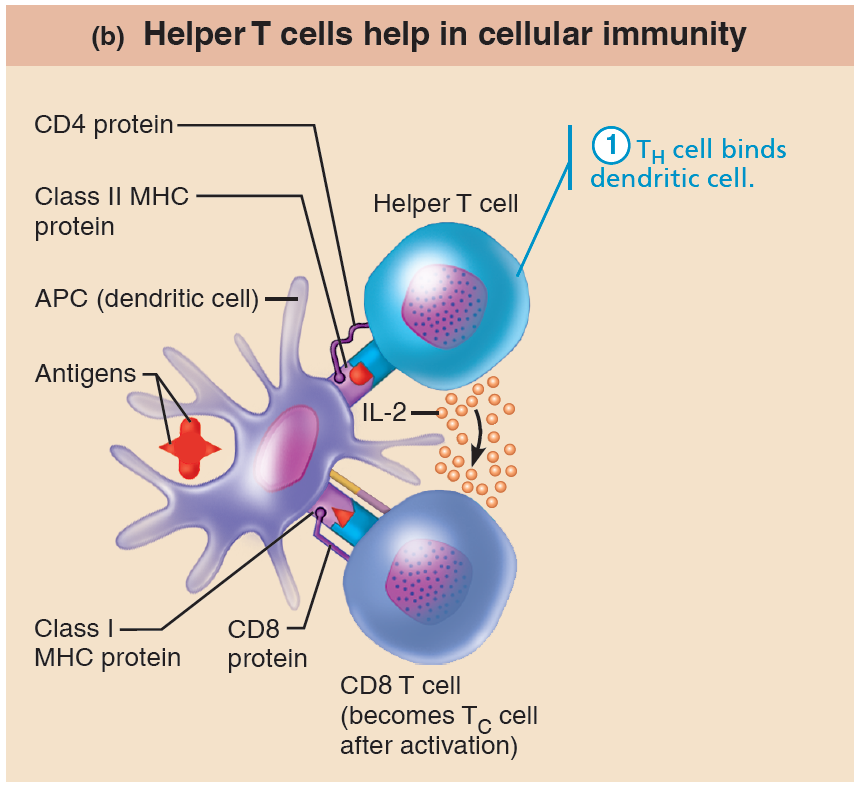 (b) Helper T cells help in cellular immunity
CD4 protein
Class II MHC
protein
Helper T cell
1 TH cell binds
dendritic cell.
APC (dendritic cell)
Antigens
IL-2
Class I
MHC protein
CD8
protein
CD8 T cell
(becomes TC cell
after activation)